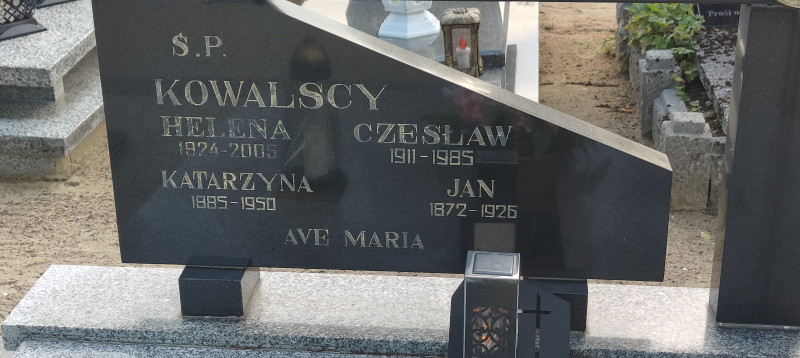 Ś.P.
KOWALSCY
HELENA CZESŁAW
1924-2005 1911-1985
KATARZYNA JAN
1885-1950 1872-1926
AVE MARIA